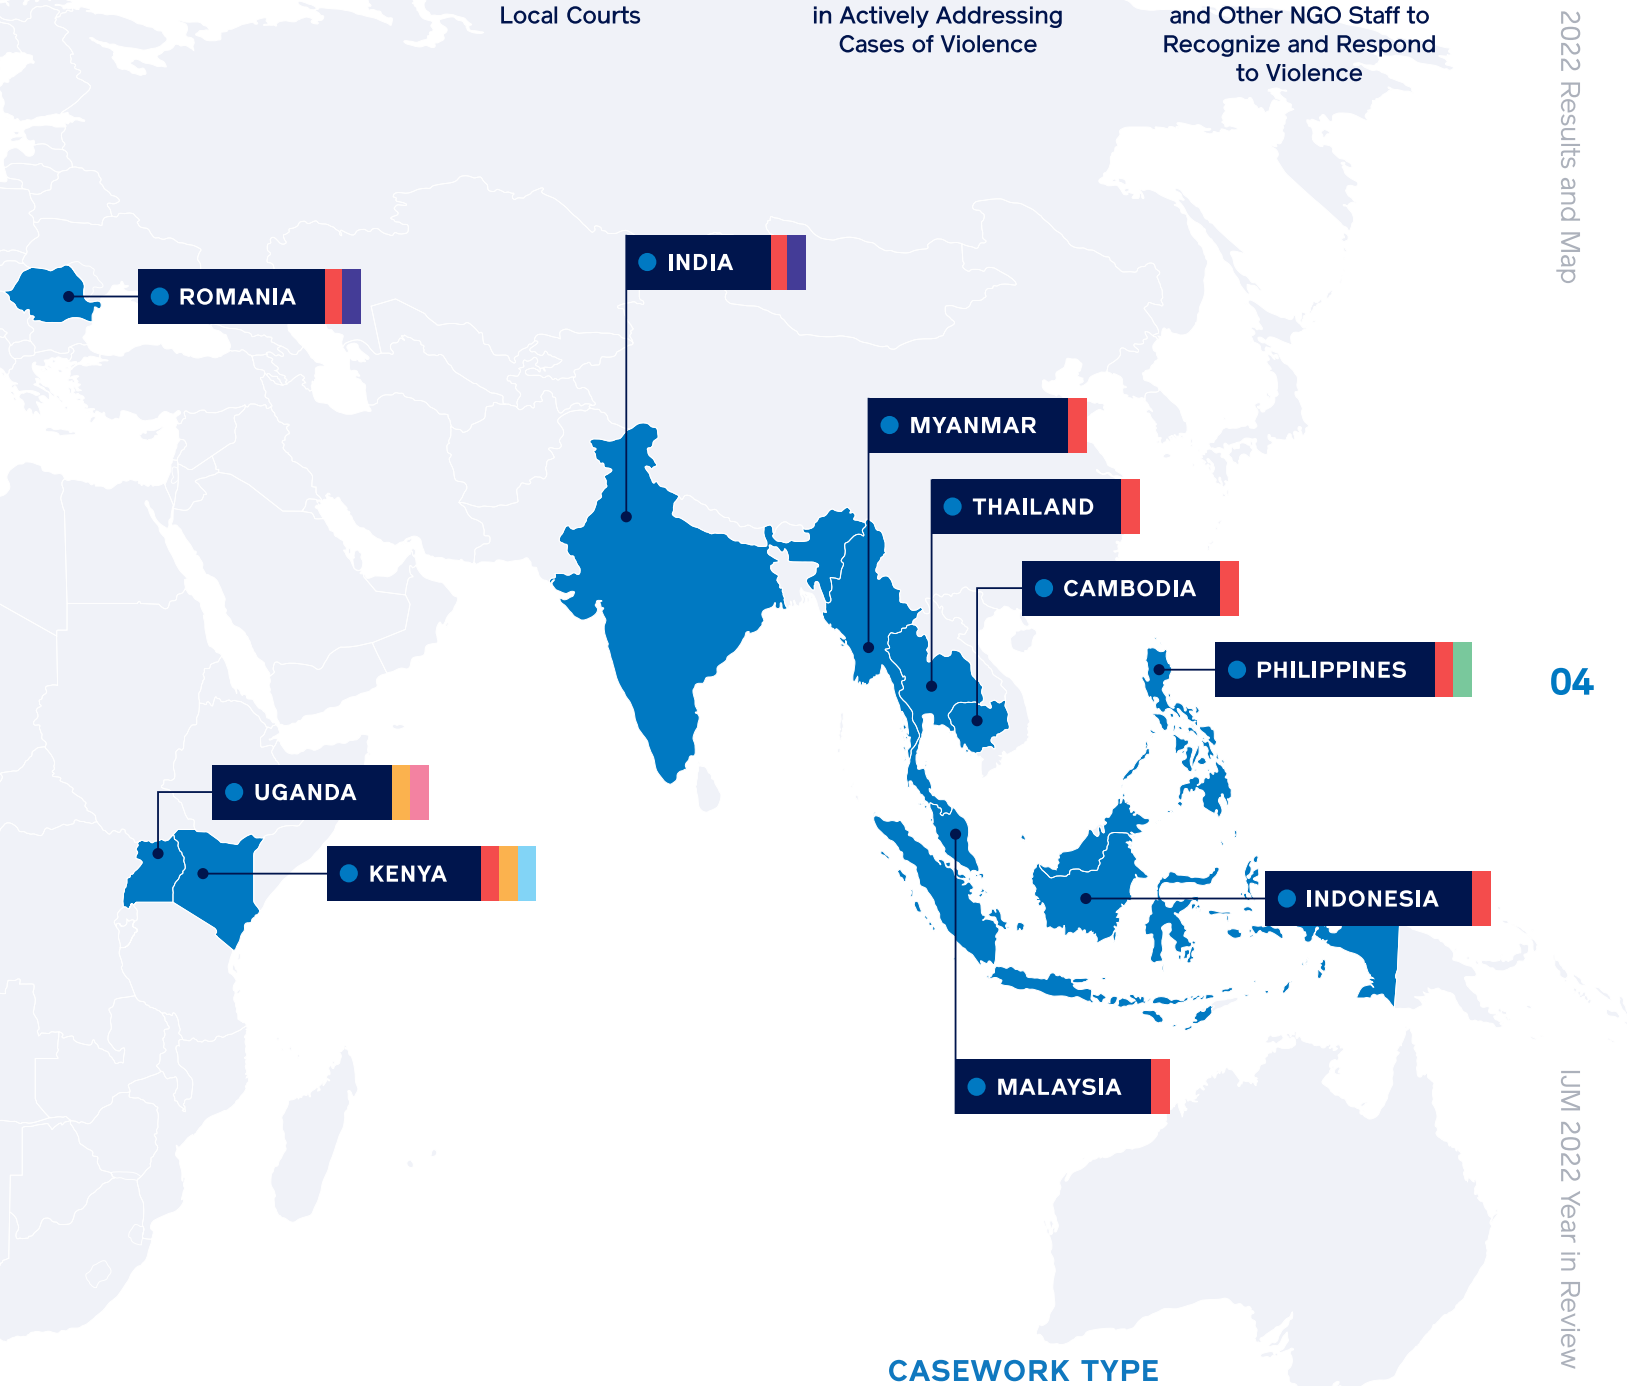 Local Courts
in Actively Addressing
Cases of Violence
and Other NGO Staff to
Recognize and Respond
to Violence
2022 Results and Map
INDIA
ROMANIA
MYANMAR
THAILAND
CAMBODIA
PHILIPPINES
04
UGANDA
KENYA
INDONESIA
MALAYSIA
IJM 2022 Year in Review
CASEWORK TYPE